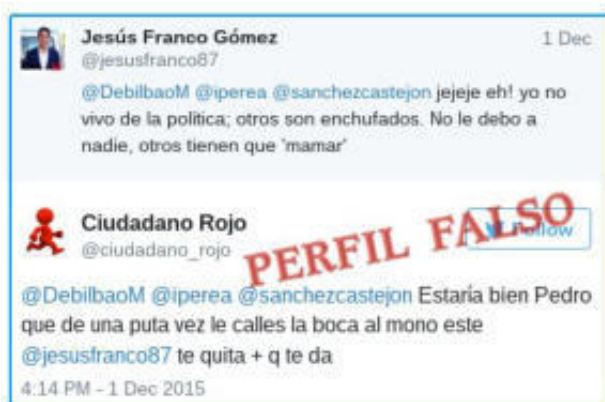 Jesús Franco Gómez 1 Dec
@jesusfranco87
@DebilbaoM @iperea @sanchezcastejon jejeje eh! yo no
vivo de la politica; otros son enchufados. No le debo a
nadie, otros tienen que 'mamar'
Ciudadano Rojo
Follow
@ciudadano_rojo
PERFIL FALSO
@DebilbaoM @iperea @sanchezcastejon Estaría bien Pedro
que de una puta vez le calles la boca al mono este
@jesusfranco87 te quita + q te da
4:14 PM - 1 Dec 2015